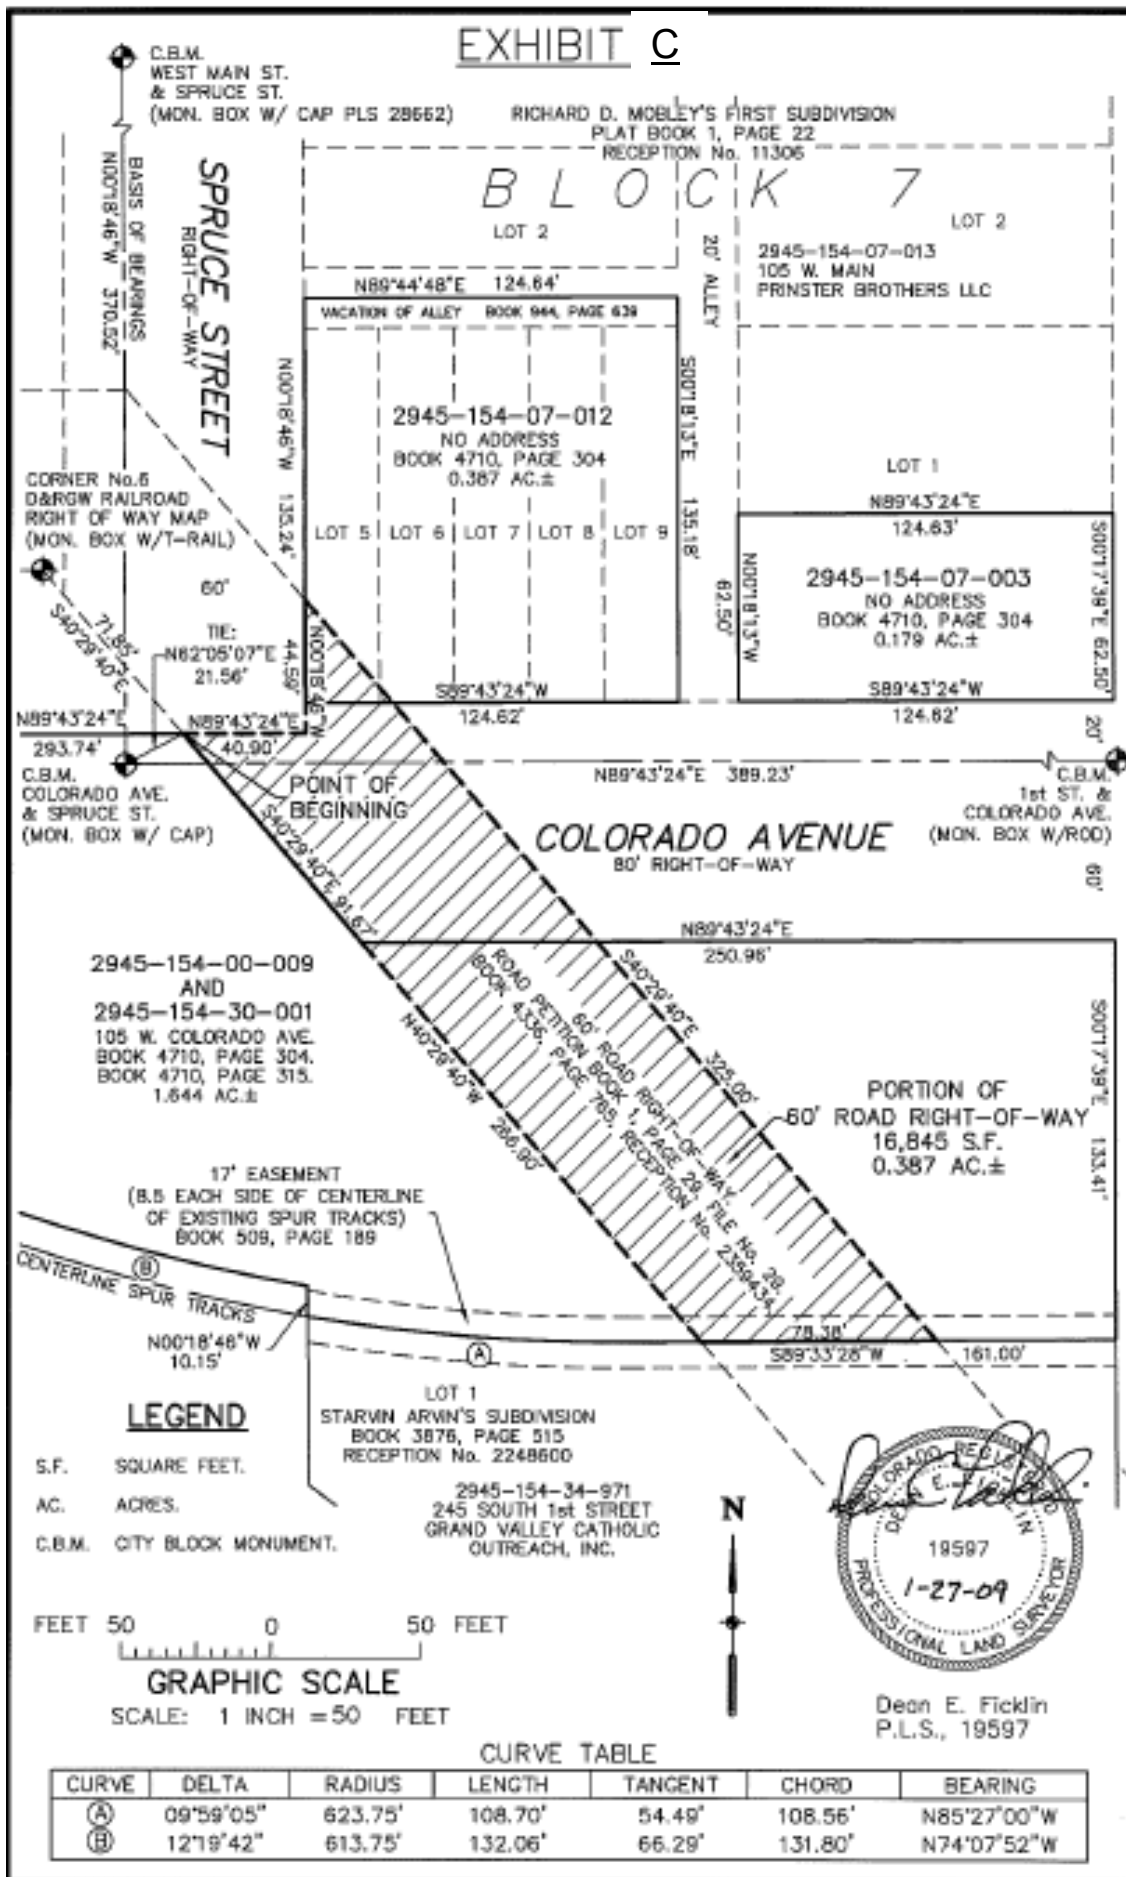 EXHIBIT C
C.B.M.
WEST MAIN ST.
& SPRUCE ST.
(MON. BOX W/ CAP PLS 28662)
RICHARD D. MOBLEY'S FIRST SUBDIVISION
PLAT BOOK 1, PAGE 22
RECEPTION No. 11306
BLOCK 7
BASIS OF BEARINGS
N00°18'46"W 370.52'
SPRUCE STREET
RIGHT-OF-WAY
LOT 2
20' ALLEY
LOT 2
2945-154-07-013
105 W. MAIN
PRINSTER BROTHERS LLC
N89°44'48"E 124.64'
VACATION OF ALLEY BOOK 944, PAGE 639
N00°18'46"W 135.24'
2945-154-07-012
NO ADDRESS
BOOK 4710, PAGE 304
0.387 AC.±
LOT 5
LOT 6
LOT 7
LOT 8
LOT 9
S00°18'13"E 135.18'
S89°43'24"W
124.62'
LOT 1
N89°43'24"E
124.63'
N00°18'13"W
62.50'
2945-154-07-003
NO ADDRESS
BOOK 4710, PAGE 304
0.179 AC.±
S00°17'39"E 62.50'
S89°43'24"W
124.62'
CORNER No.6
D&RGW RAILROAD
RIGHT OF WAY MAP
(MON. BOX W/T-RAIL)
60'
71.85'
S40°29'40"E
TIE:
N62°05'07"E
21.56'
44.59'
N00°18'46"W
N89°43'24"E
293.74'
N89°43'24"E
40.90'
C.B.M.
COLORADO AVE.
& SPRUCE ST.
(MON. BOX W/ CAP)
POINT OF
BEGINNING
N89°43'24"E 389.23'
20'
C.B.M.
1st ST. &
COLORADO AVE.
(MON. BOX W/ROD)
COLORADO AVENUE
80' RIGHT-OF-WAY
60'
S40°29'40"E 91.67'
N89°43'24"E
250.96'
2945-154-00-009
AND
2945-154-30-001
105 W. COLORADO AVE.
BOOK 4710, PAGE 304.
BOOK 4710, PAGE 315.
1.644 AC.±
N40°29'40"W 266.90'
60' ROAD RIGHT-OF-WAY.
ROAD PETITION BOOK 1, PAGE 29, FILE No. 29.
BOOK 4336, PAGE 765, RECEPTION No. 2359434.
S40°29'40"E 325.00'
PORTION OF
60' ROAD RIGHT-OF-WAY
16,845 S.F.
0.387 AC.±
S00°17'39"E 133.41'
17' EASEMENT
(8.5 EACH SIDE OF CENTERLINE
OF EXISTING SPUR TRACKS)
BOOK 509, PAGE 189
B
CENTERLINE SPUR TRACKS
N00°18'46"W
10.15'
A
78.38'
S89°33'28"W 161.00'
LOT 1
STARVIN ARVIN'S SUBDIVISION
BOOK 3876, PAGE 515
RECEPTION No. 2248600
2945-154-34-971
245 SOUTH 1st STREET
GRAND VALLEY CATHOLIC
OUTREACH, INC.
LEGEND
S.F. SQUARE FEET.
AC. ACRES.
C.B.M. CITY BLOCK MONUMENT.
N
COLORADO REGISTERED
DEAN E. FICKLIN
19597
1-27-09
PROFESSIONAL LAND SURVEYOR
Dean E. Ficklin
P.L.S., 19597
FEET 50 0 50 FEET
GRAPHIC SCALE
SCALE: 1 INCH = 50 FEET
CURVE TABLE
CURVE DELTA RADIUS LENGTH TANGENT CHORD BEARING
A 09°59'05" 623.75' 108.70' 54.49' 108.56' N85°27'00"W
B 12°19'42" 613.75' 132.06' 66.29' 131.80' N74°07'52"W